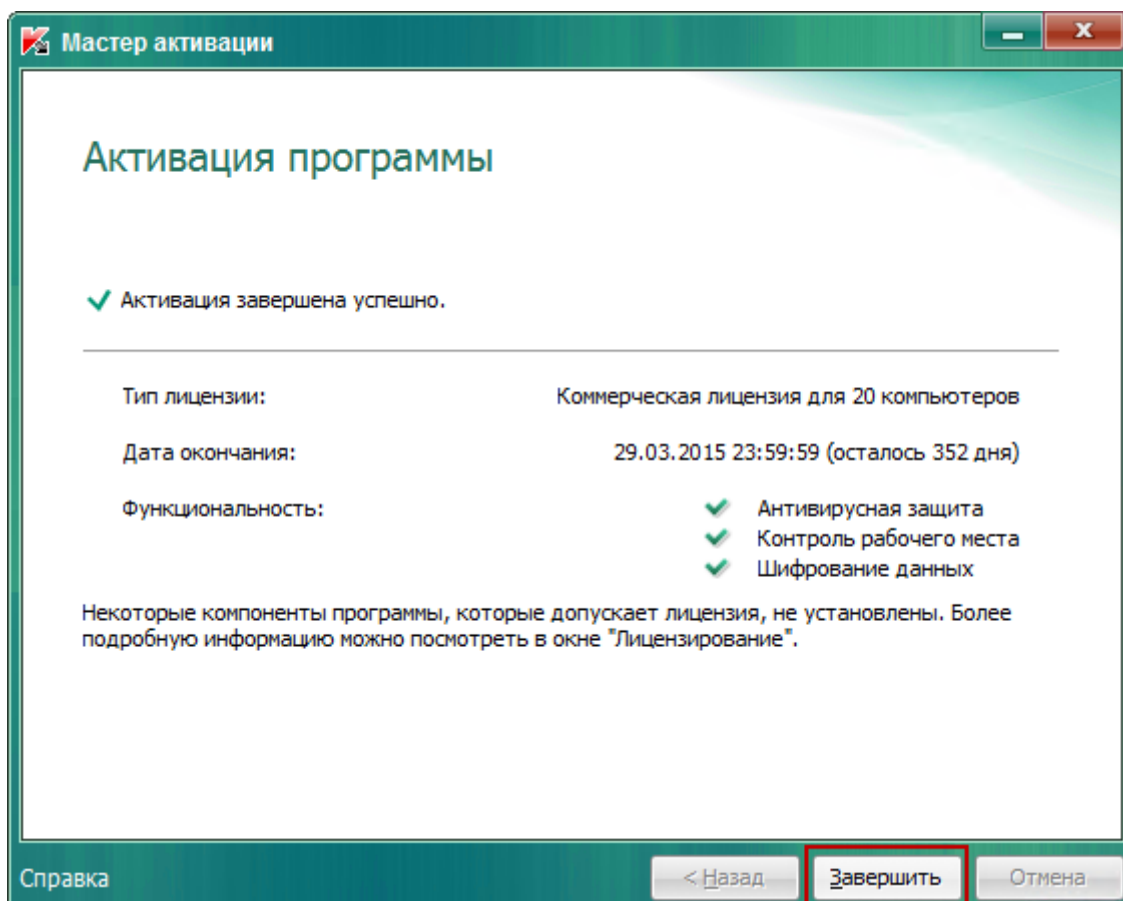 Мастер активации
Активация программы
Активация завершена успешно.
Тип лицензии: Коммерческая лицензия для 20 компьютеров
Дата окончания: 29.03.2015 23:59:59 (осталось 352 дня)
Функциональность: Антивирусная защита
Контроль рабочего места
Шифрование данных
Некоторые компоненты программы, которые допускает лицензия, не установлены. Более
подробную информацию можно посмотреть в окне "Лицензирование".
Справка < Назад Завершить Отмена